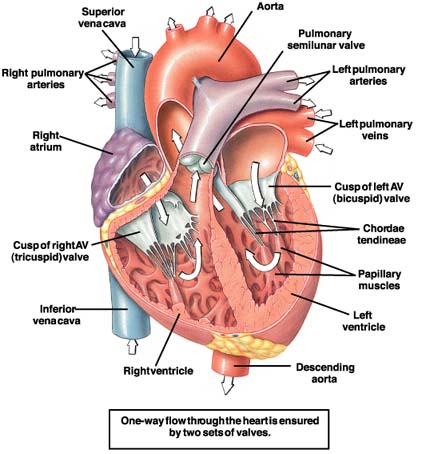 Superior
vena cava
Aorta
Pulmonary
semilunar valve
Right pulmonary
arteries
Left pulmonary
arteries
Right
atrium
Left pulmonary
veins
Cusp of left AV
(bicuspid) valve
Chordae
tendineae
Cusp of right AV
(tricuspid) valve
Papillary
muscles
Inferior
vena cava
Left
ventricle
Right ventricle
Descending
aorta
One-way flow through the heart is ensured
by two sets of valves.